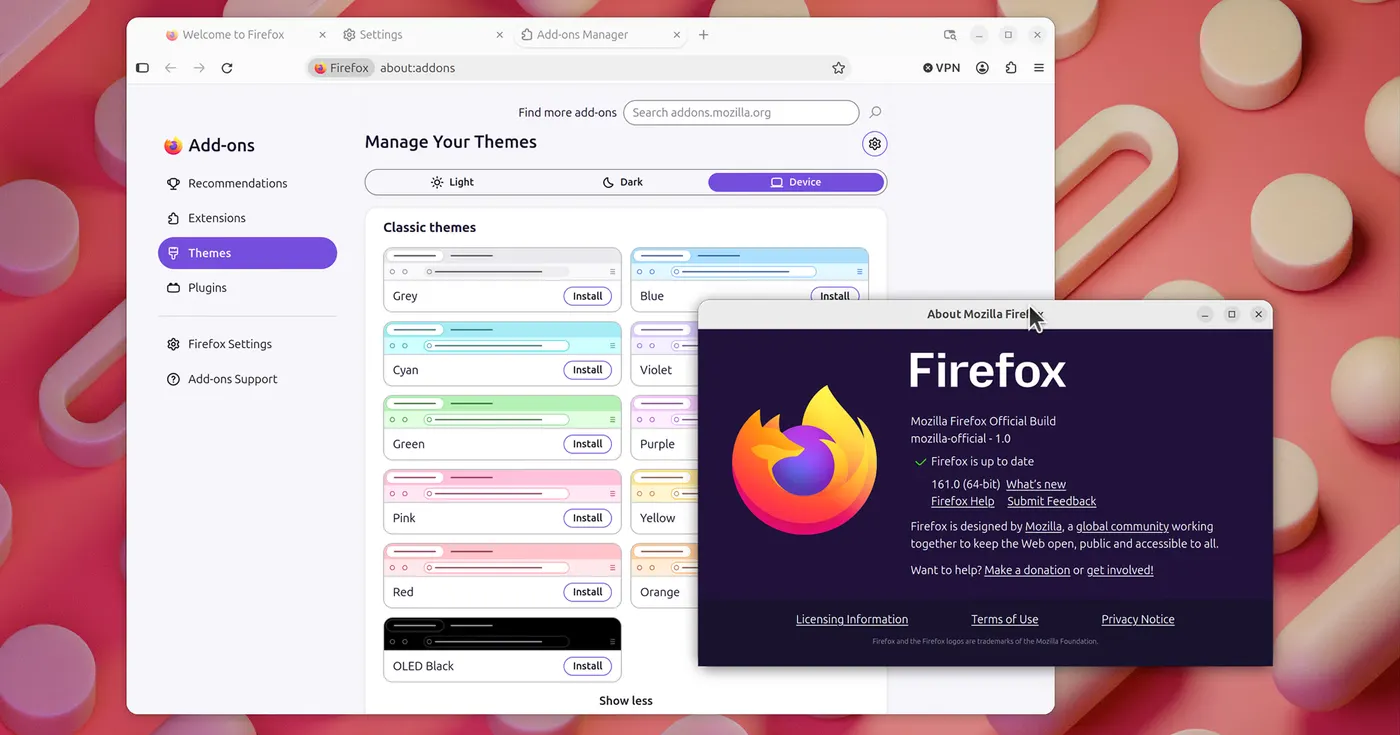 Welcome to Firefox
Settings
Add-ons Manager
Firefox about:addons
VPN
Find more add-ons Search addons.mozilla.org
Add-ons
Recommendations
Extensions
Themes
Plugins
Firefox Settings
Add-ons Support
Manage Your Themes
Light Dark Device
Classic themes
Grey Install
Blue Install
Cyan Install
Violet
Green Install
Purple
Pink Install
Yellow
Red Install
Orange
OLED Black Install
Show less
About Mozilla
Firefox
Mozilla Firefox Official Build
mozilla-official - 1.0
Firefox is up to date
161.0 (64-bit) What's new
Firefox Help Submit Feedback
Firefox is designed by Mozilla, a global community working
together to keep the Web open, public and accessible to all.
Want to help? Make a donation or get involved!
Licensing Information Terms of Use Privacy Notice
Firefox and the Firefox logos are trademarks of the Mozilla Foundation.